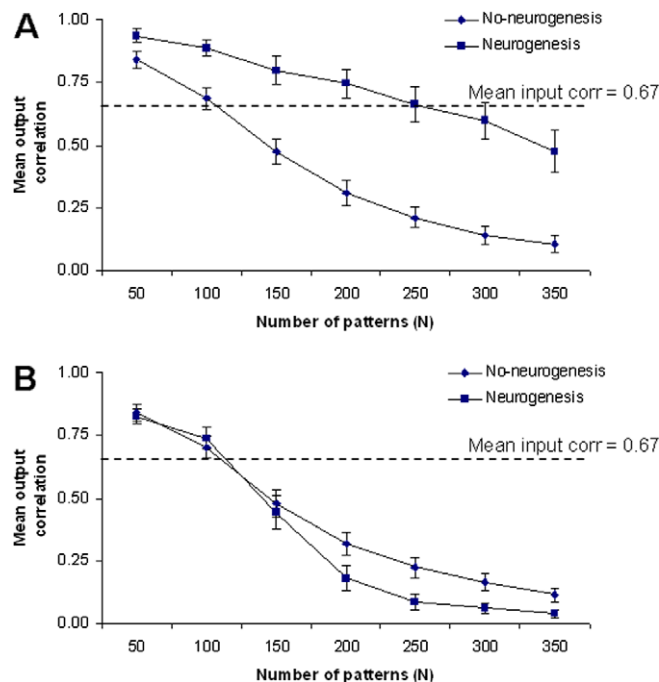 A
No-neurogenesis
Neurogenesis
Mean input corr = 0.67
Mean output
correlation
1.00
0.75
0.50
0.25
0.00
50 100 150 200 250 300 350
Number of patterns (N)
B
No-neurogenesis
Neurogenesis
Mean input corr = 0.67
Mean output
correlation
1.00
0.75
0.50
0.25
0.00
50 100 150 200 250 300 350
Number of patterns (N)